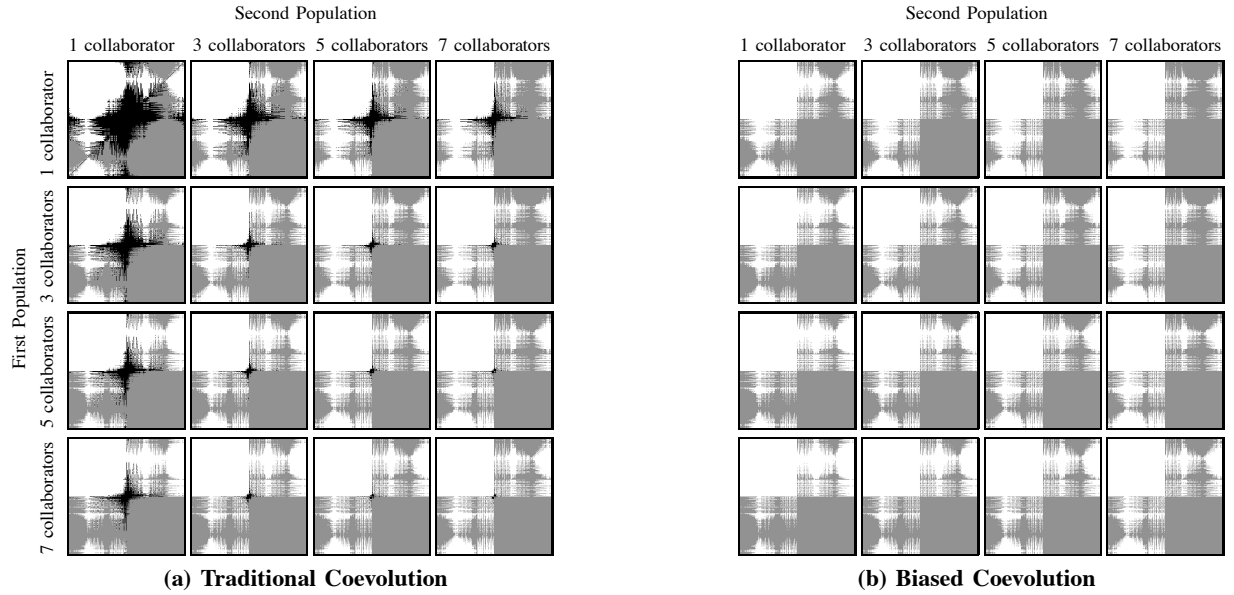 Second Population
1 collaborator 3 collaborators 5 collaborators 7 collaborators
First Population
1 collaborator
3 collaborators
5 collaborators
7 collaborators
(a) Traditional Coevolution
Second Population
1 collaborator 3 collaborators 5 collaborators 7 collaborators
(b) Biased Coevolution